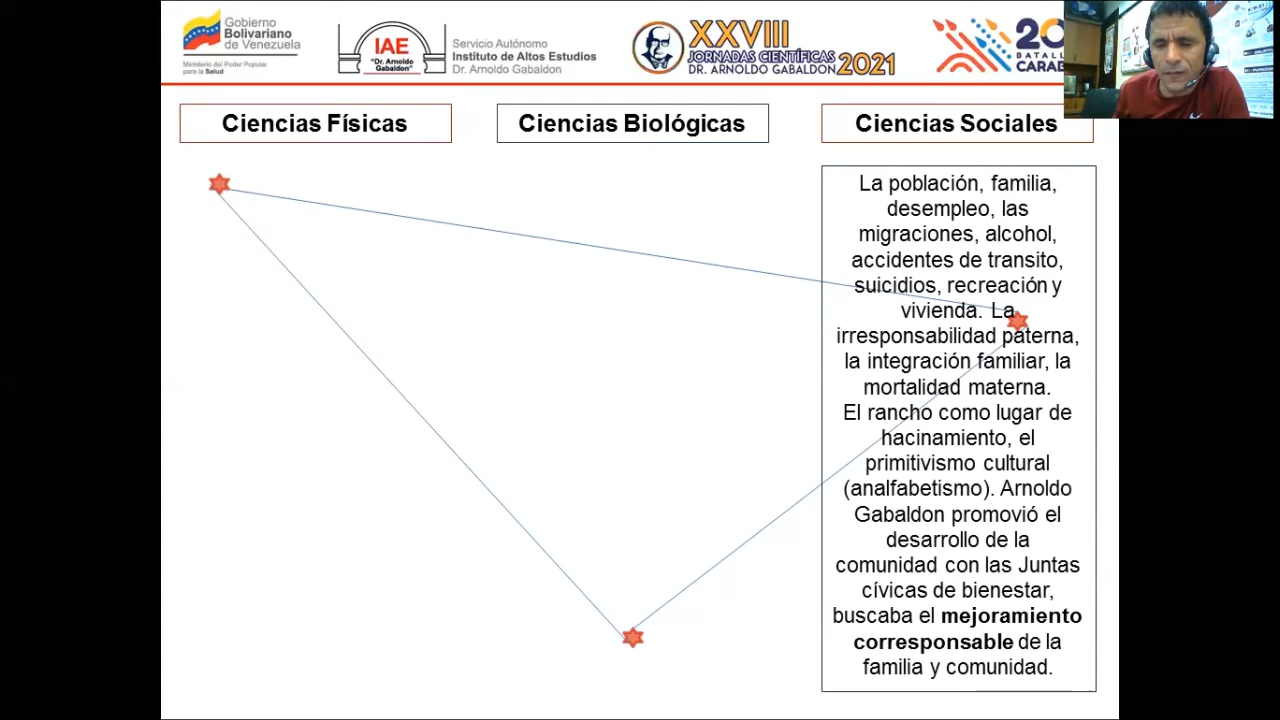 Gobierno
Bolivariano
de Venezuela
Ministerio del Poder Popular
para la Salud
IAE
"Dr. Arnoldo
Gabaldon"
Servicio Autónomo
Instituto de Altos Estudios
Dr. Arnoldo Gabaldon
XXVIII
JORNADAS CIENTÍFICAS
DR. ARNOLDO GABALDON 2021
20
BATALL
CARAB
Ciencias Físicas
Ciencias Biológicas
Ciencias Sociales
La población, familia,
desempleo, las
migraciones, alcohol,
accidentes de transito,
suicidios, recreación y
vivienda. La
irresponsabilidad paterna,
la integración familiar, la
mortalidad materna.
El rancho como lugar de
hacinamiento, el
primitivismo cultural
(analfabetismo). Arnoldo
Gabaldon promovió el
desarrollo de la
comunidad con las Juntas
cívicas de bienestar,
buscaba el mejoramiento
corresponsable de la
familia y comunidad.